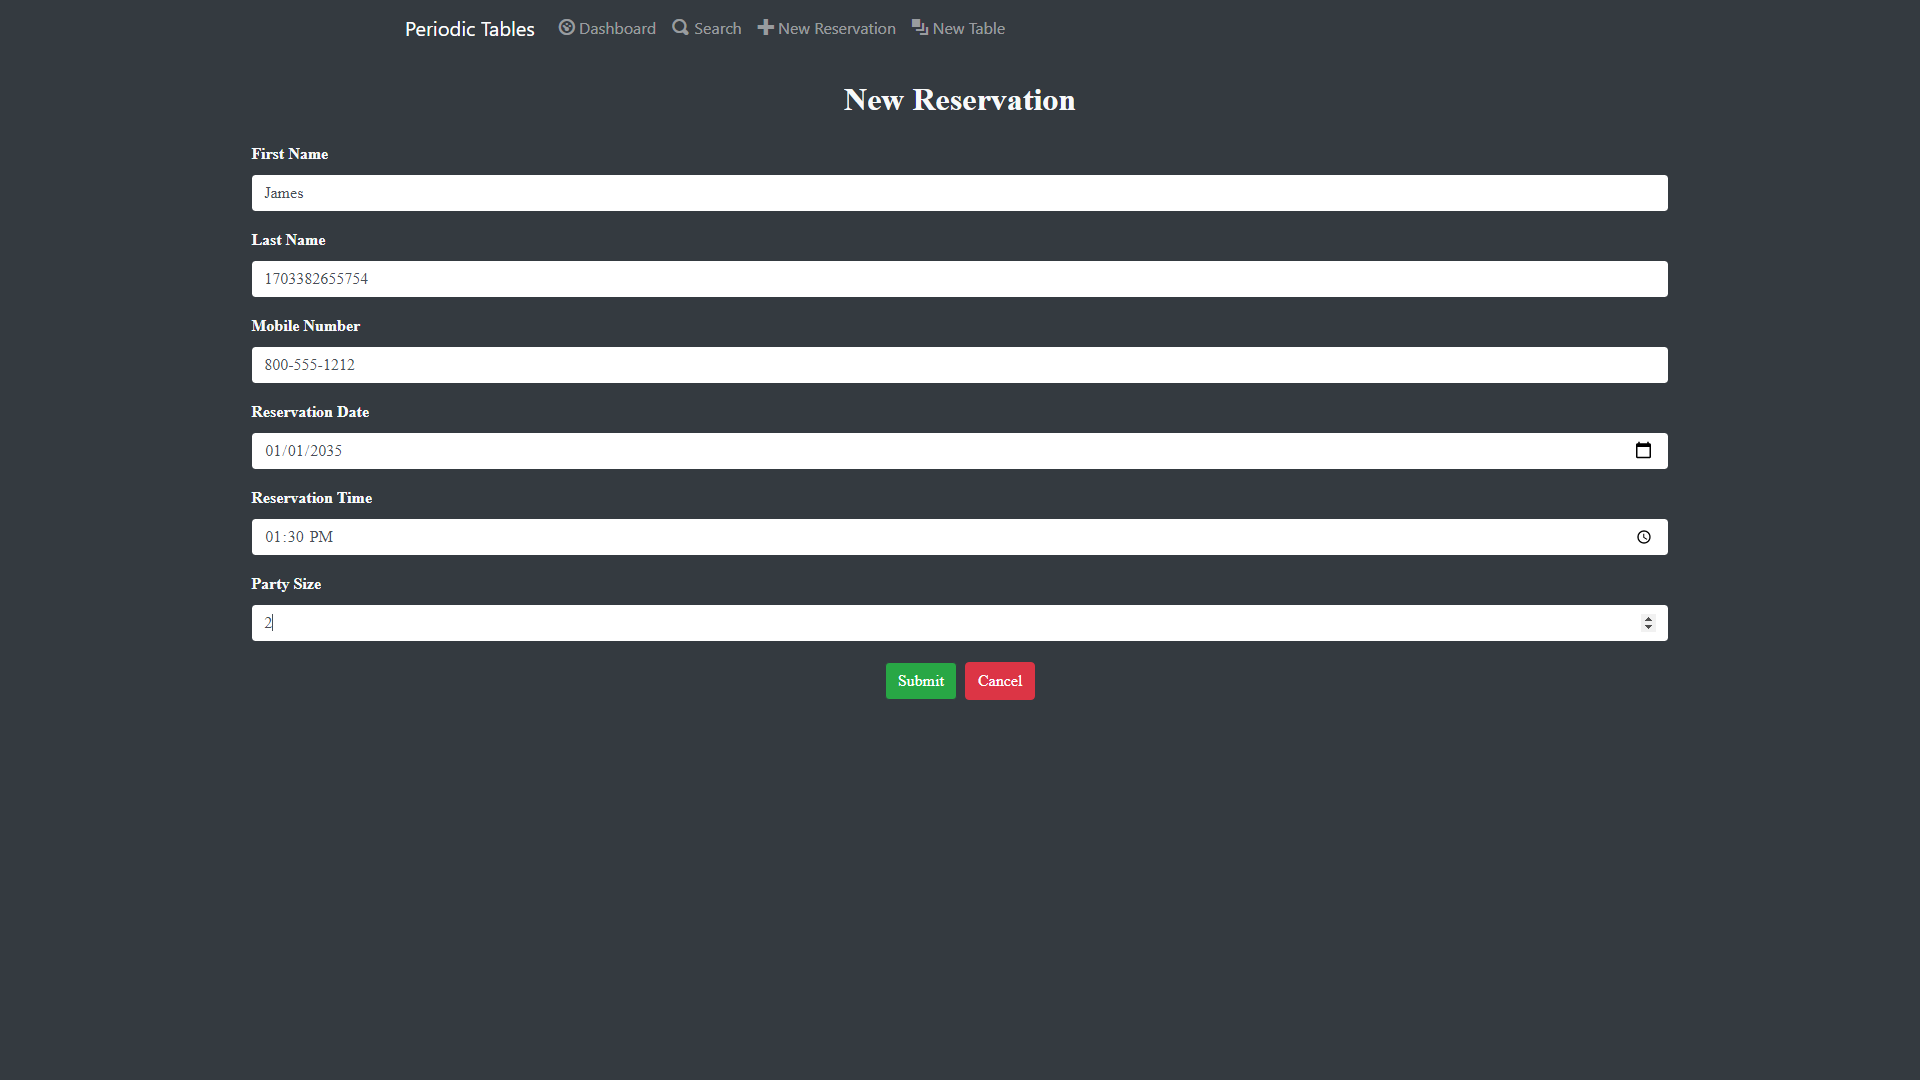 Periodic Tables Dashboard Search New Reservation New Table
New Reservation
First Name
James
Last Name
1703382655754
Mobile Number
800-555-1212
Reservation Date
01/01/2035
Reservation Time
01:30 PM
Party Size
2
Submit Cancel